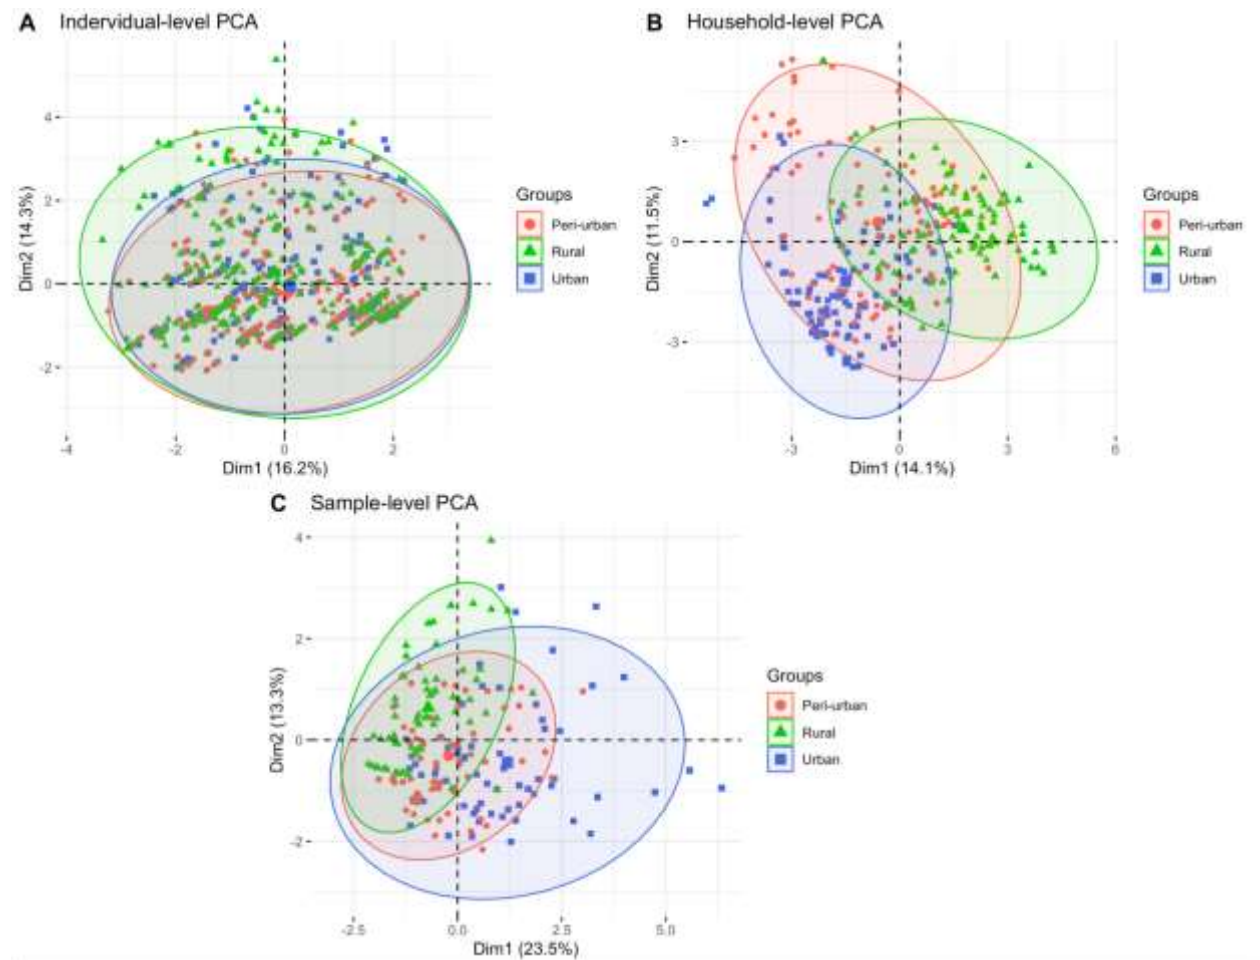 A Indervidual-level PCA
4
2
0
-2
Dim2 (14.3%)
-4 -2 0 2
Dim1 (16.2%)
Groups
Peri-urban
Rural
Urban
B Household-level PCA
3
0
-3
Dim2 (11.5%)
-3 0 3 6
Dim1 (14.1%)
Groups
Peri-urban
Rural
Urban
C Sample-level PCA
4
2
0
-2
Dim2 (13.3%)
-2.5 0.0 2.5 5.0
Dim1 (23.5%)
Groups
Peri-urban
Rural
Urban